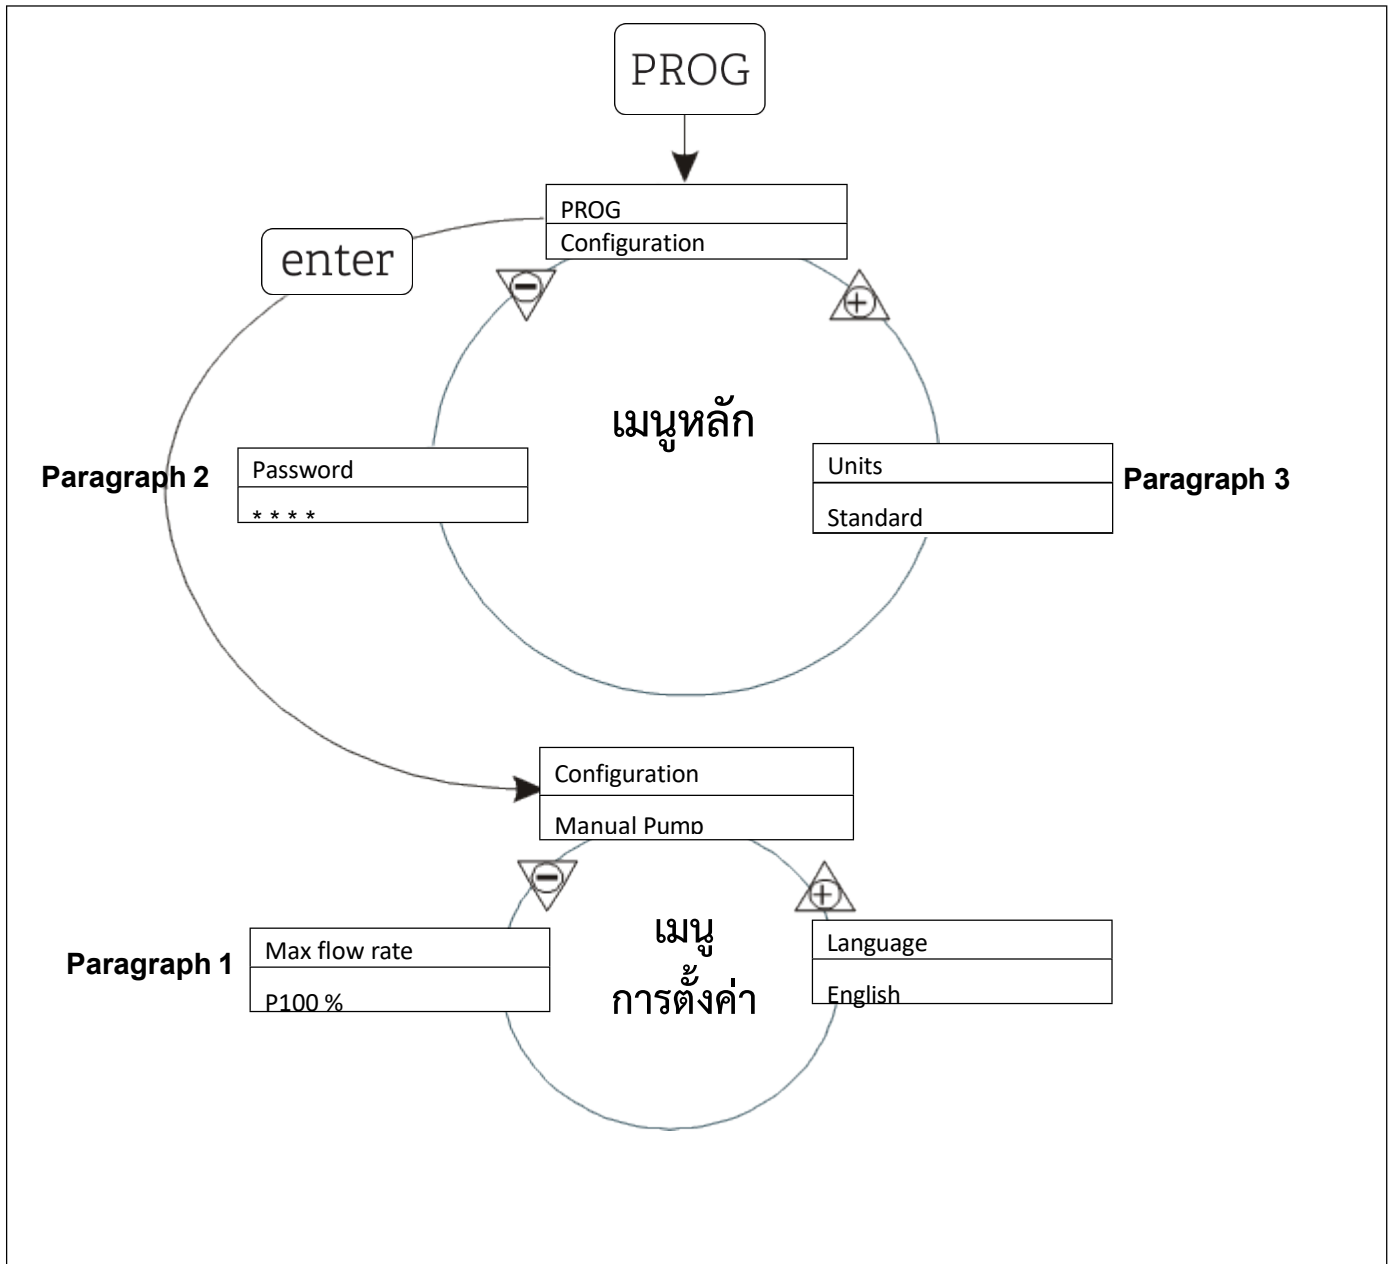 PROG
PROG
Configuration
enter
เมนูหลัก
Paragraph 2
Password
* * * *
Units
Standard
Paragraph 3
Configuration
Manual Pump
เมนู
การตั้งค่า
Paragraph 1
Max flow rate
P100 %
Language
English